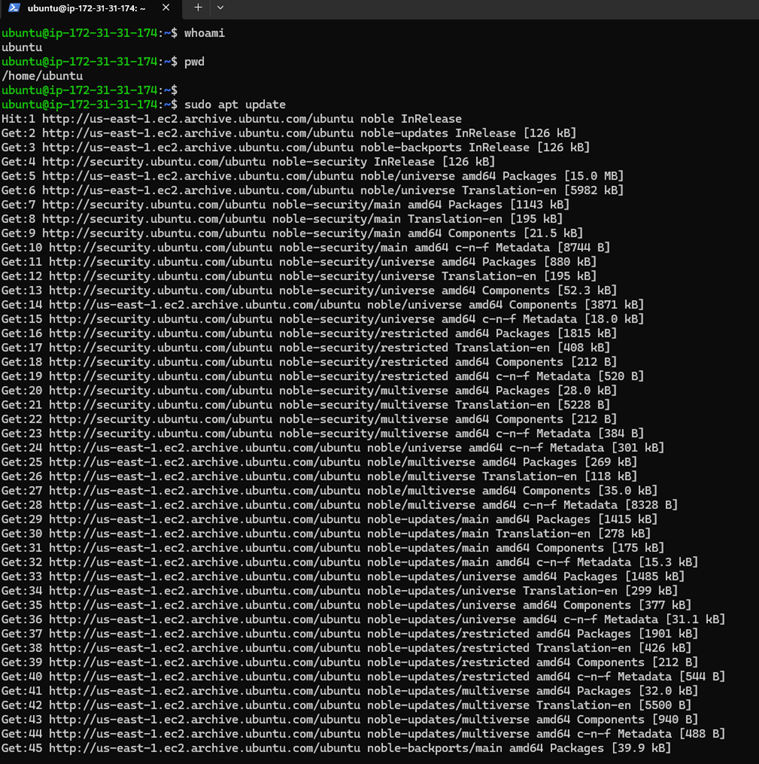 ubuntu@ip-172-31-31-174: ~
ubuntu@ip-172-31-31-174:~$ whoami
ubuntu
ubuntu@ip-172-31-31-174:~$ pwd
/home/ubuntu
ubuntu@ip-172-31-31-174:~$
ubuntu@ip-172-31-31-174:~$ sudo apt update
Hit:1 http://us-east-1.ec2.archive.ubuntu.com/ubuntu noble InRelease
Get:2 http://us-east-1.ec2.archive.ubuntu.com/ubuntu noble-updates InRelease [126 kB]
Get:3 http://us-east-1.ec2.archive.ubuntu.com/ubuntu noble-backports InRelease [126 kB]
Get:4 http://security.ubuntu.com/ubuntu noble-security InRelease [126 kB]
Get:5 http://us-east-1.ec2.archive.ubuntu.com/ubuntu noble/universe amd64 Packages [15.0 MB]
Get:6 http://us-east-1.ec2.archive.ubuntu.com/ubuntu noble/universe Translation-en [5982 kB]
Get:7 http://security.ubuntu.com/ubuntu noble-security/main amd64 Packages [1143 kB]
Get:8 http://security.ubuntu.com/ubuntu noble-security/main Translation-en [195 kB]
Get:9 http://security.ubuntu.com/ubuntu noble-security/main amd64 Components [21.5 kB]
Get:10 http://security.ubuntu.com/ubuntu noble-security/main amd64 c-n-f Metadata [8744 B]
Get:11 http://security.ubuntu.com/ubuntu noble-security/universe amd64 Packages [880 kB]
Get:12 http://security.ubuntu.com/ubuntu noble-security/universe Translation-en [195 kB]
Get:13 http://security.ubuntu.com/ubuntu noble-security/universe amd64 Components [52.3 kB]
Get:14 http://us-east-1.ec2.archive.ubuntu.com/ubuntu noble/universe amd64 Components [3871 kB]
Get:15 http://security.ubuntu.com/ubuntu noble-security/universe amd64 c-n-f Metadata [18.0 kB]
Get:16 http://security.ubuntu.com/ubuntu noble-security/restricted amd64 Packages [1815 kB]
Get:17 http://security.ubuntu.com/ubuntu noble-security/restricted Translation-en [408 kB]
Get:18 http://security.ubuntu.com/ubuntu noble-security/restricted amd64 Components [212 B]
Get:19 http://security.ubuntu.com/ubuntu noble-security/restricted amd64 c-n-f Metadata [520 B]
Get:20 http://security.ubuntu.com/ubuntu noble-security/multiverse amd64 Packages [28.0 kB]
Get:21 http://security.ubuntu.com/ubuntu noble-security/multiverse Translation-en [5228 B]
Get:22 http://security.ubuntu.com/ubuntu noble-security/multiverse amd64 Components [212 B]
Get:23 http://security.ubuntu.com/ubuntu noble-security/multiverse amd64 c-n-f Metadata [384 B]
Get:24 http://us-east-1.ec2.archive.ubuntu.com/ubuntu noble/universe amd64 c-n-f Metadata [301 kB]
Get:25 http://us-east-1.ec2.archive.ubuntu.com/ubuntu noble/multiverse amd64 Packages [269 kB]
Get:26 http://us-east-1.ec2.archive.ubuntu.com/ubuntu noble/multiverse Translation-en [118 kB]
Get:27 http://us-east-1.ec2.archive.ubuntu.com/ubuntu noble/multiverse amd64 Components [35.0 kB]
Get:28 http://us-east-1.ec2.archive.ubuntu.com/ubuntu noble/multiverse amd64 c-n-f Metadata [8328 B]
Get:29 http://us-east-1.ec2.archive.ubuntu.com/ubuntu noble-updates/main amd64 Packages [1415 kB]
Get:30 http://us-east-1.ec2.archive.ubuntu.com/ubuntu noble-updates/main Translation-en [278 kB]
Get:31 http://us-east-1.ec2.archive.ubuntu.com/ubuntu noble-updates/main amd64 Components [175 kB]
Get:32 http://us-east-1.ec2.archive.ubuntu.com/ubuntu noble-updates/main amd64 c-n-f Metadata [15.3 kB]
Get:33 http://us-east-1.ec2.archive.ubuntu.com/ubuntu noble-updates/universe amd64 Packages [1485 kB]
Get:34 http://us-east-1.ec2.archive.ubuntu.com/ubuntu noble-updates/universe Translation-en [299 kB]
Get:35 http://us-east-1.ec2.archive.ubuntu.com/ubuntu noble-updates/universe amd64 Components [377 kB]
Get:36 http://us-east-1.ec2.archive.ubuntu.com/ubuntu noble-updates/universe amd64 c-n-f Metadata [31.1 kB]
Get:37 http://us-east-1.ec2.archive.ubuntu.com/ubuntu noble-updates/restricted amd64 Packages [1901 kB]
Get:38 http://us-east-1.ec2.archive.ubuntu.com/ubuntu noble-updates/restricted Translation-en [426 kB]
Get:39 http://us-east-1.ec2.archive.ubuntu.com/ubuntu noble-updates/restricted amd64 Components [212 B]
Get:40 http://us-east-1.ec2.archive.ubuntu.com/ubuntu noble-updates/restricted amd64 c-n-f Metadata [544 B]
Get:41 http://us-east-1.ec2.archive.ubuntu.com/ubuntu noble-updates/multiverse amd64 Packages [32.0 kB]
Get:42 http://us-east-1.ec2.archive.ubuntu.com/ubuntu noble-updates/multiverse Translation-en [5500 B]
Get:43 http://us-east-1.ec2.archive.ubuntu.com/ubuntu noble-updates/multiverse amd64 Components [940 B]
Get:44 http://us-east-1.ec2.archive.ubuntu.com/ubuntu noble-updates/multiverse amd64 c-n-f Metadata [488 B]
Get:45 http://us-east-1.ec2.archive.ubuntu.com/ubuntu noble-backports/main amd64 Packages [39.9 kB]